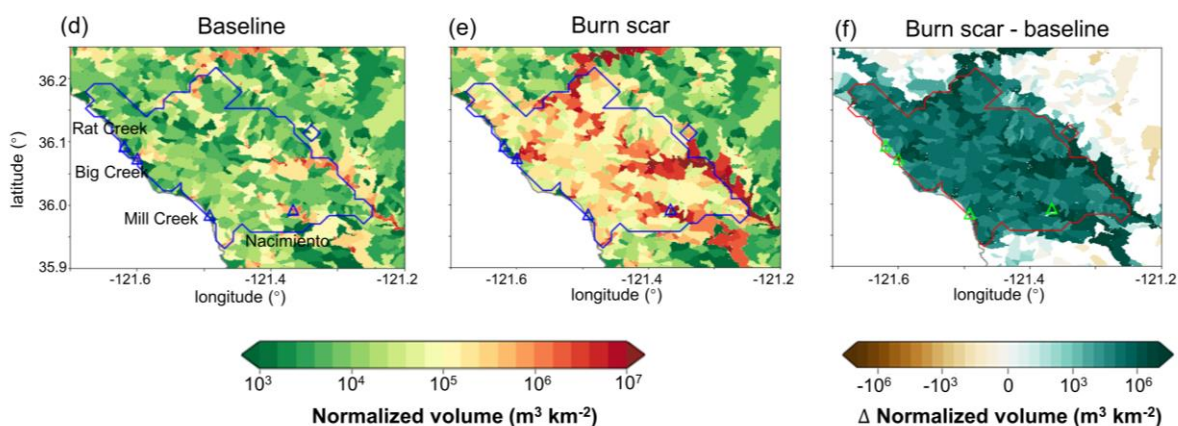 (d) Baseline
(e) Burn scar
(f) Burn scar - baseline
latitude (°)
36.2
36.1
36.0
35.9
Rat Creek
Big Creek
Mill Creek
Nacimiento
-121.6 -121.4 -121.2
longitude (°)
-121.6 -121.4 -121.2
longitude (°)
-121.6 -121.4 -121.2
longitude (°)
10³ 10⁴ 10⁵ 10⁶ 10⁷
Normalized volume (m³ km⁻²)
-10⁶ -10³ 0 10³ 10⁶
Δ Normalized volume (m³ km⁻²)